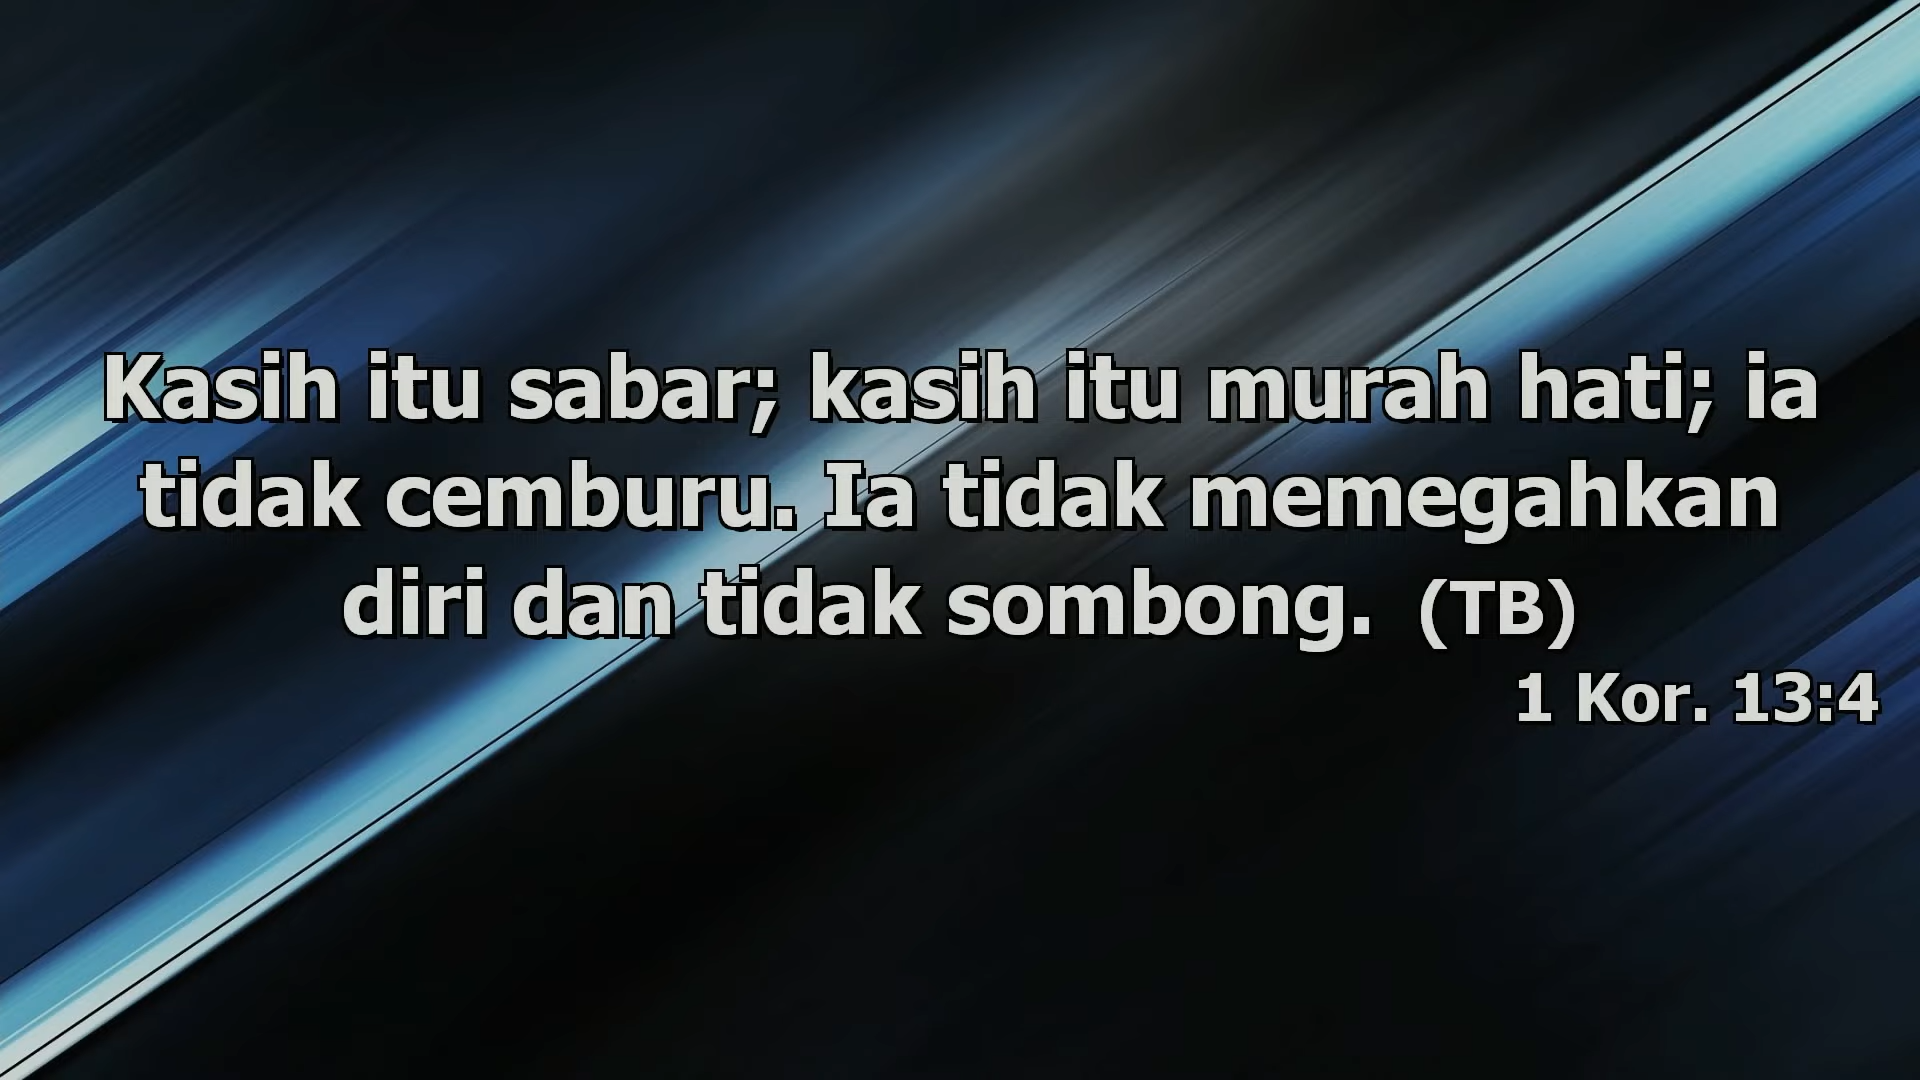 Kasih itu sabar; kasih itu murah hati; ia
tidak cemburu. Ia tidak memegahkan
diri dan tidak sombong. (TB)
1 Kor. 13:4